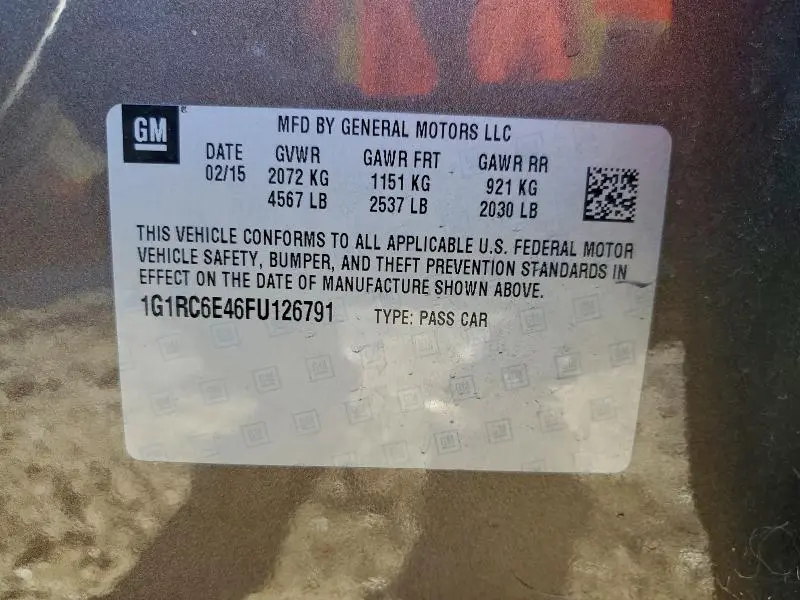 GM
MFD BY GENERAL MOTORS LLC
DATE GVWR GAWR FRT GAWR RR
02/15 2072 KG 1151 KG 921 KG
4567 LB 2537 LB 2030 LB
THIS VEHICLE CONFORMS TO ALL APPLICABLE U.S. FEDERAL MOTOR
VEHICLE SAFETY, BUMPER, AND THEFT PREVENTION STANDARDS IN
EFFECT ON THE DATE OF MANUFACTURE SHOWN ABOVE.
1G1RC6E46FU126791 TYPE: PASS CAR